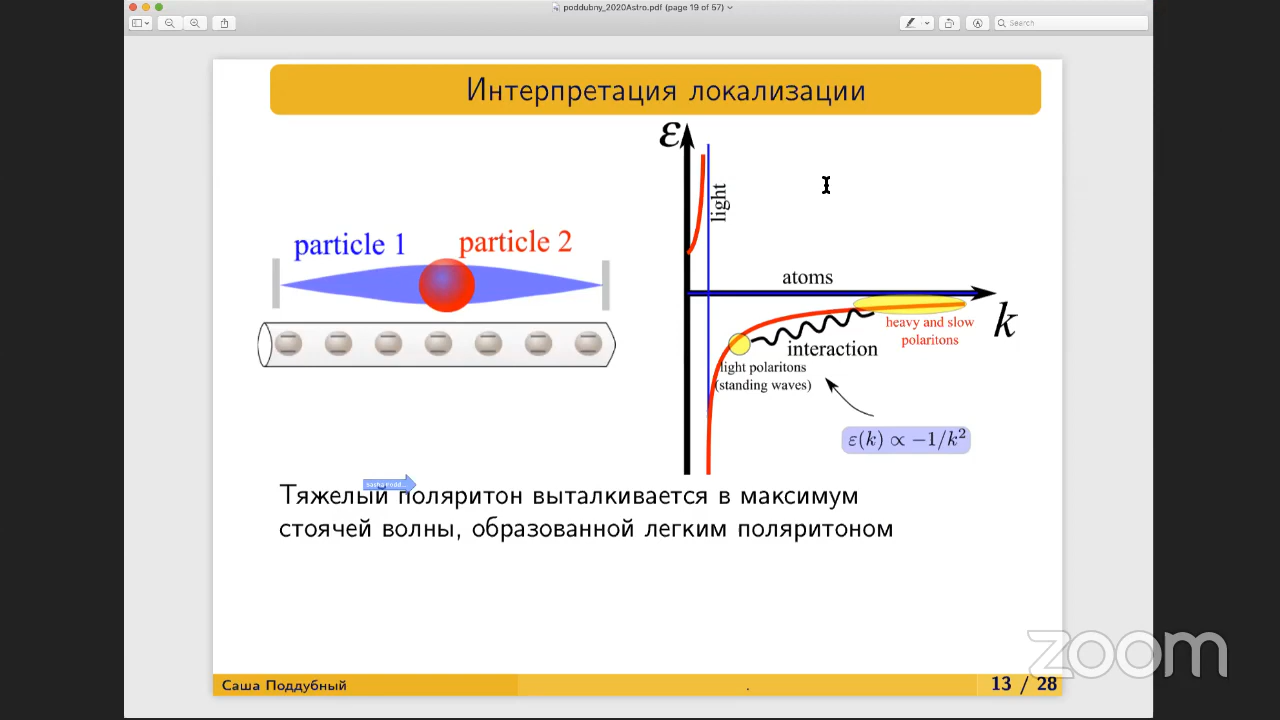 poddubny_2020Astro.pdf (page 19 of 57)
Search
Интерпретация локализации
particle 1
particle 2
ε
light
atoms
k
heavy and slow
polaritons
interaction
light polaritons
(standing waves)
ε(k) ∝ −1/k²
sasha podd...
Тяжелый поляритон выталкивается в максимум
стоячей волны, образованной легким поляритоном
zoom
Саша Поддубный
.
13 / 28